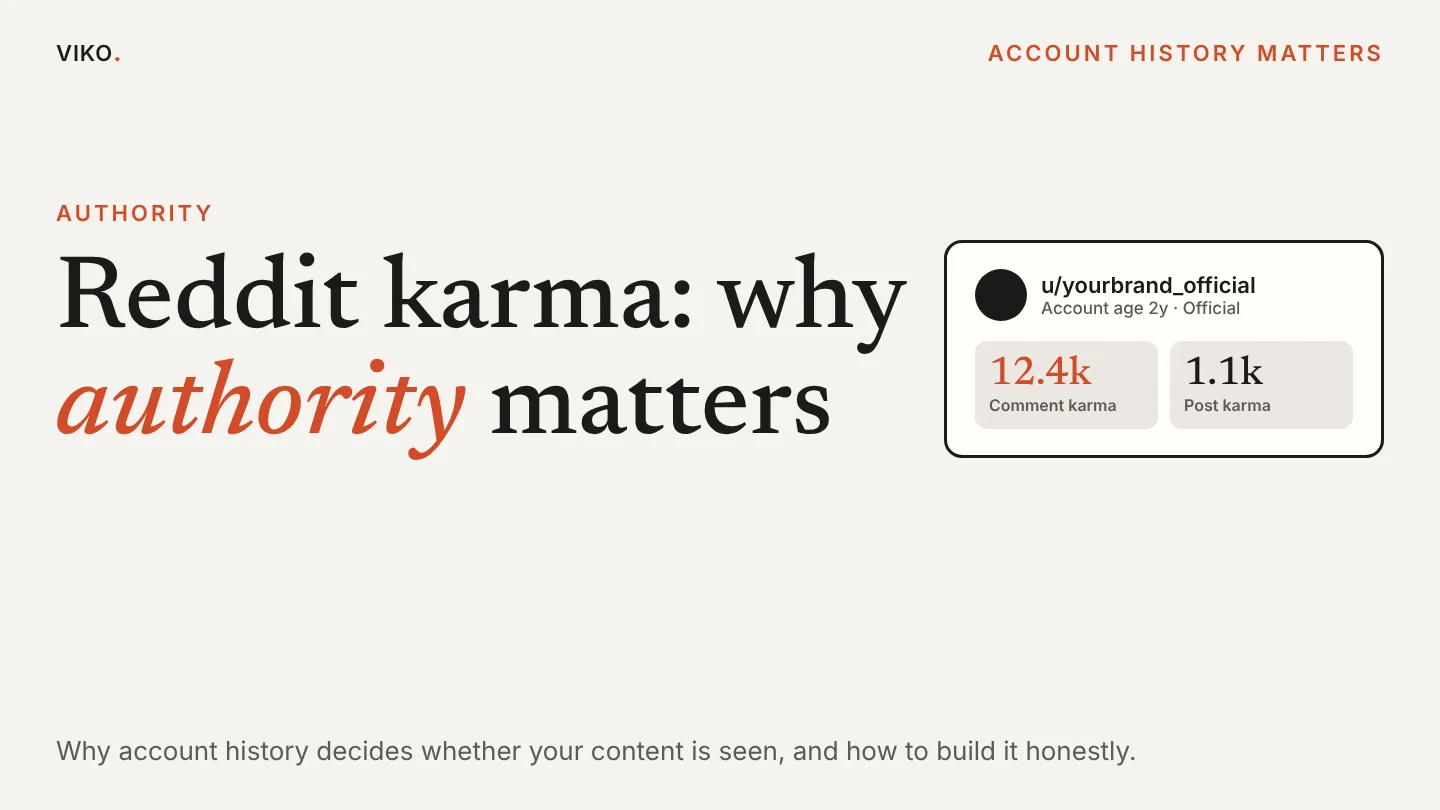 VIKO.
ACCOUNT HISTORY MATTERS
AUTHORITY
Reddit karma: why
authority matters
u/yourbrand_official
Account age 2y · Official
12.4k
Comment karma
1.1k
Post karma
Why account history decides whether your content is seen, and how to build it honestly.